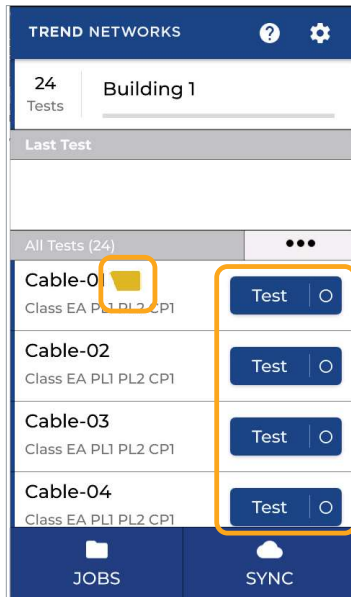 TREND NETWORKS
24
Tests
Building 1
Last Test
All Tests (24)
Cable-01
Class EA PL1 PL2 CP1
Test
Cable-02
Class EA PL1 PL2 CP1
Test
Cable-03
Class EA PL1 PL2 CP1
Test
Cable-04
Class EA PL1 PL2 CP1
Test
JOBS
SYNC